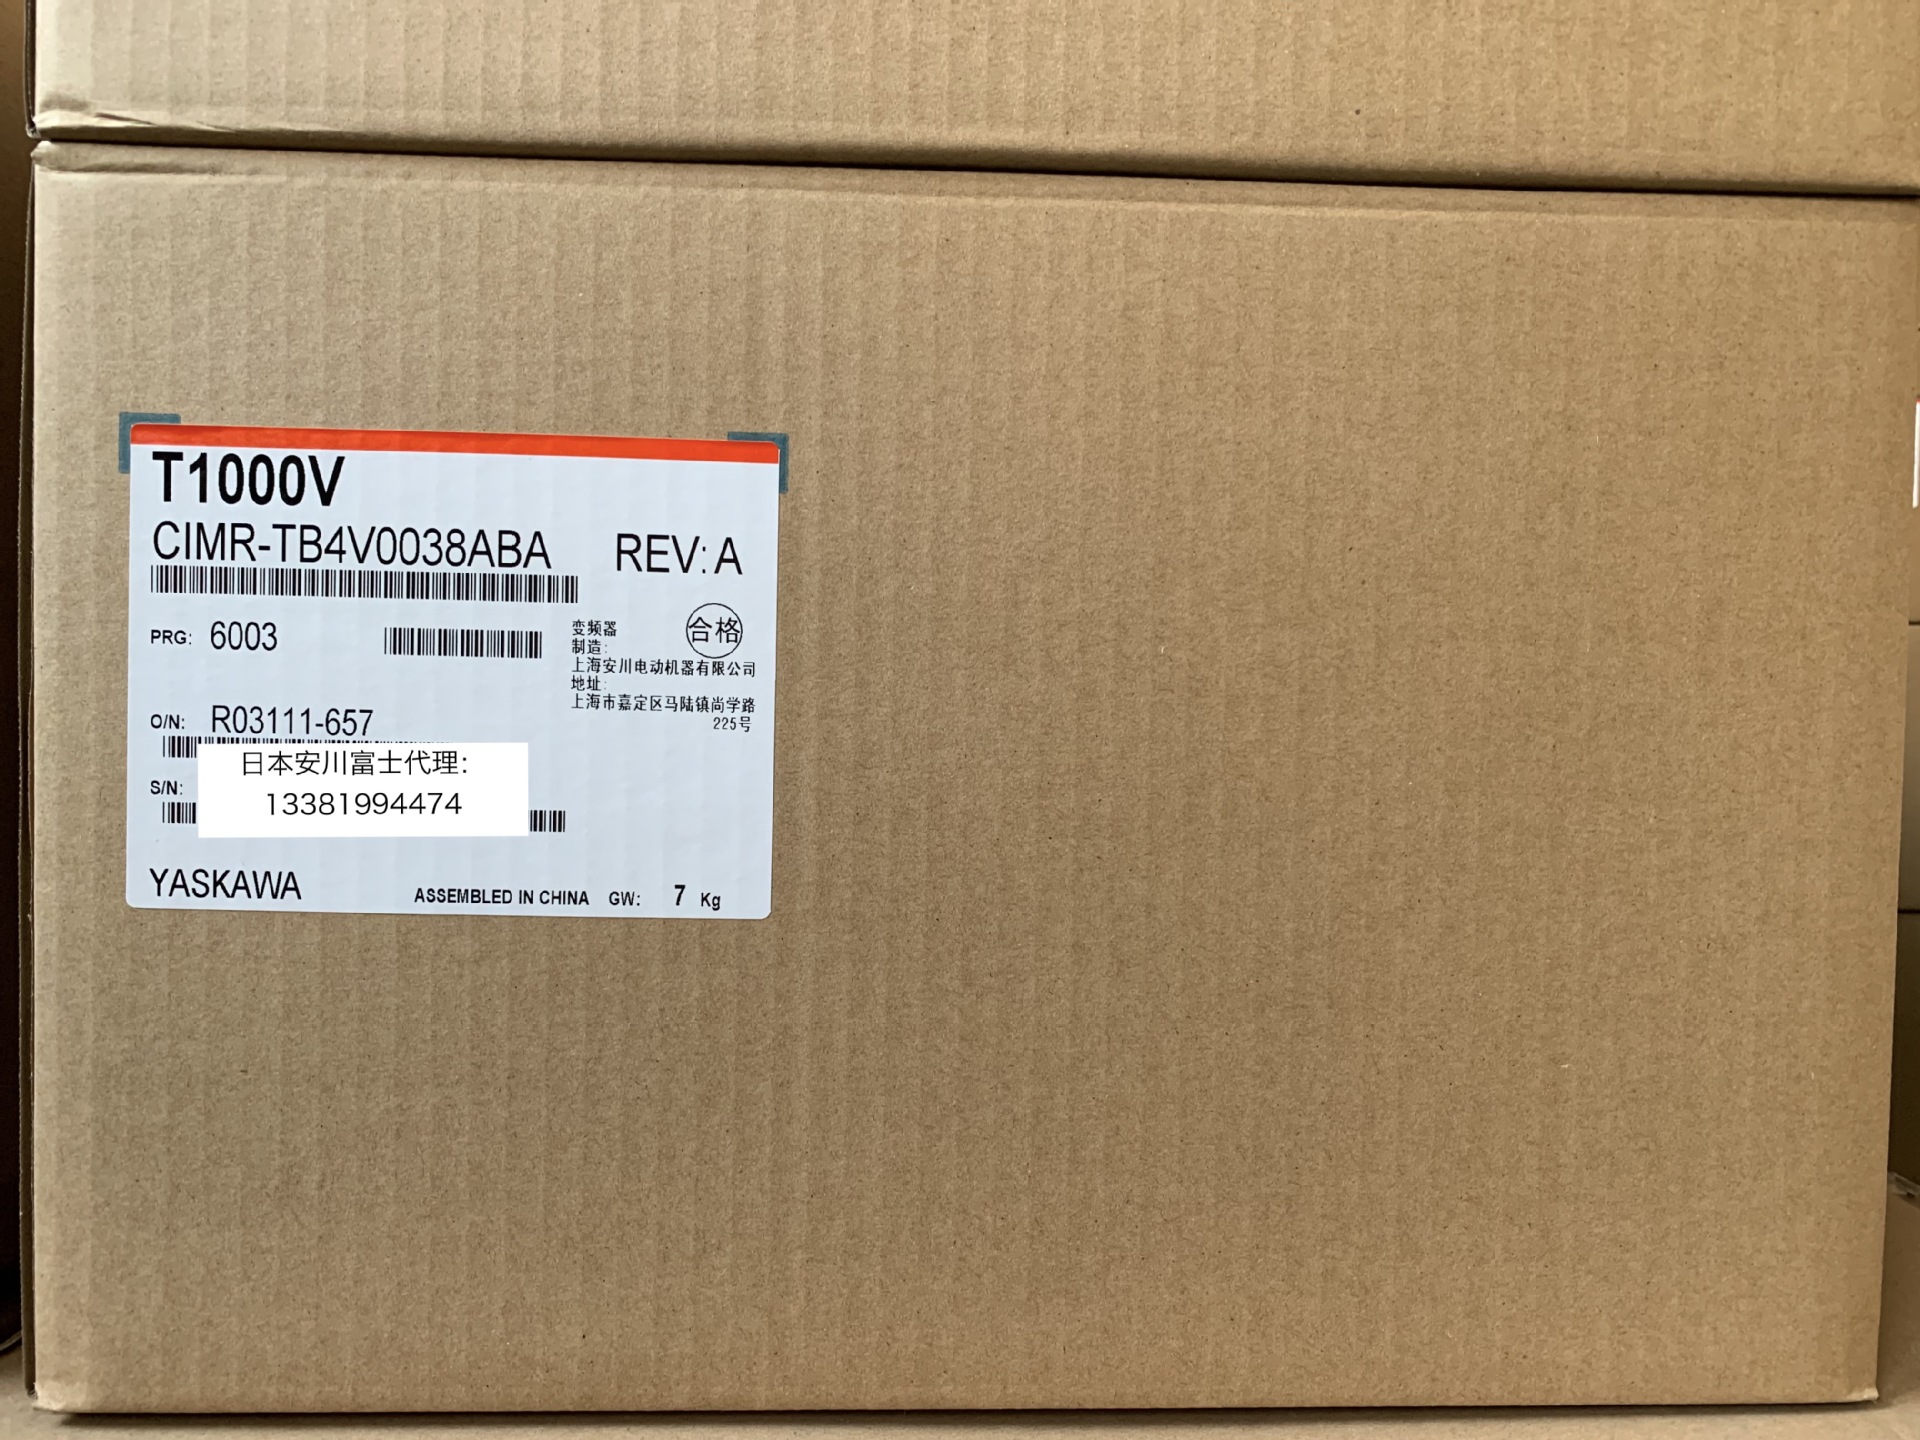 T1000V
CIMR-TB4V0038ABA REV: A
PRG: 6003
变频器
合格
制造:
上海安川电动机器有限公司
地址:
上海市嘉定区马陆镇尚学路
225号
O/N: R03111-657
日本安川富士代理:
S/N:
13381994474
YASKAWA ASSEMBLED IN CHINA GW: 7 Kg